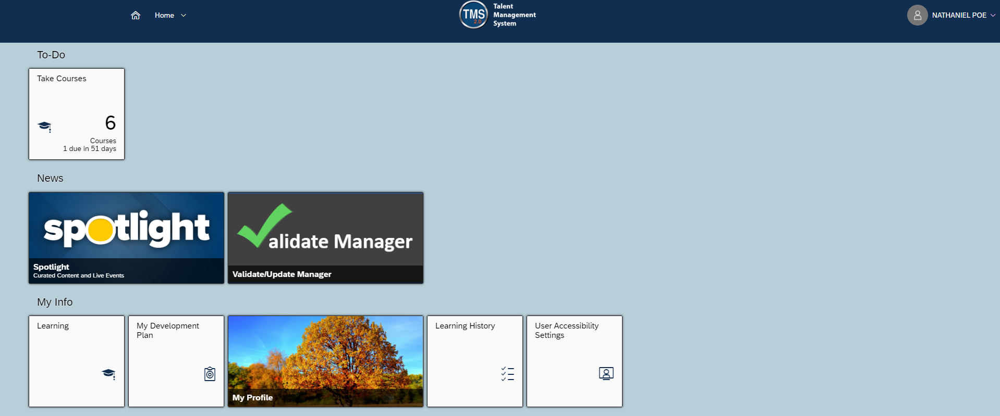 Home
TMS
2.0
Talent
Management
System
NATHANIEL POE
To-Do
Take Courses
6
Courses
1 due in 51 days
News
spotlight
Spotlight
Curated Content and Live Events
alidate Manager
Validate/Update Manager
My Info
Learning
My Development
Plan
My Profile
Learning History
User Accessibility
Settings